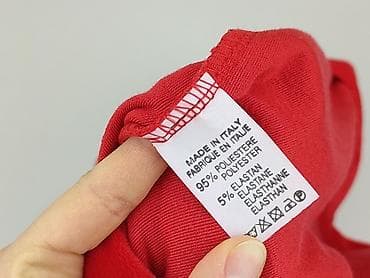 MADE IN ITALY
FABRIQUE EN ITALIE
95% POLIESTERE
POLYESTER
5% ELASTAN
ELASTANE
ELASTHANNE
ELASTHAN